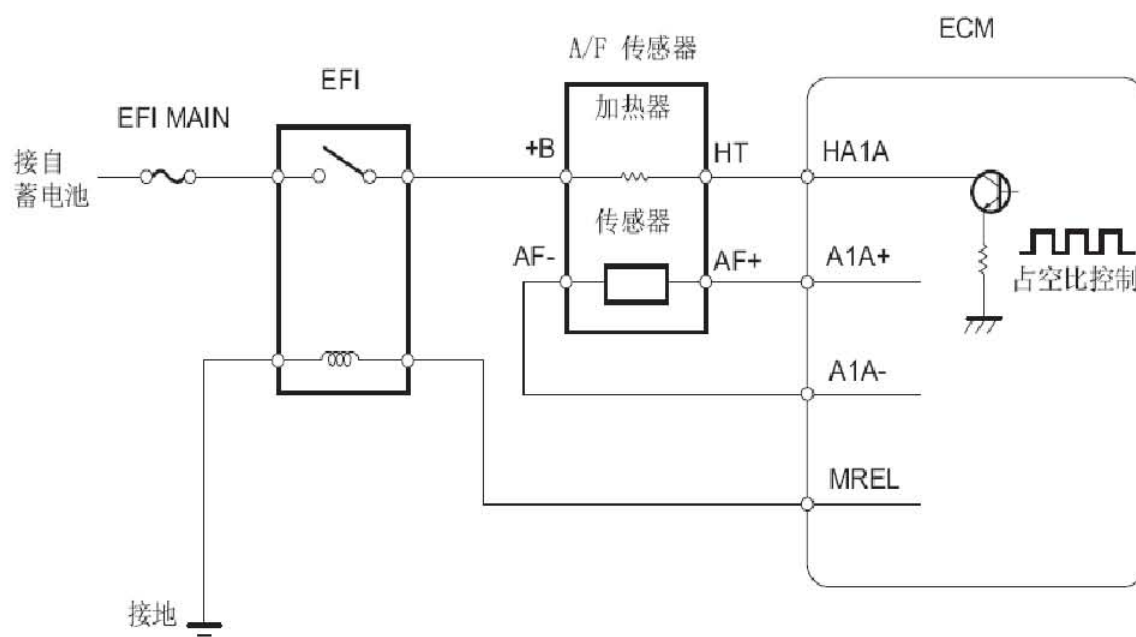 ECM
A/F 传感器
EFI
加热器
EFI MAIN
+B
HT
HA1A
接自
蓄电池
传感器
AF-
AF+
A1A+
占空比控制
A1A-
MREL
接地